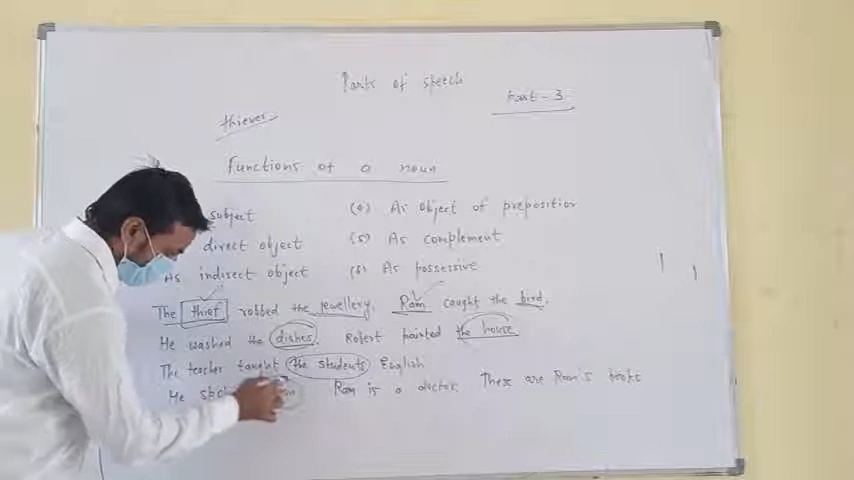 Parts of speech
Part - 3
thieves
Functions of a noun
subject (4) As Object of preposition
direct object (5) As complement
As indirect object (6) As possessive
The thief robbed the jewellery. Ram caught the bird.
He washed the dishes. Robert painted the house
The teacher taught the students English
He Ram is a doctor. These are Ram's books